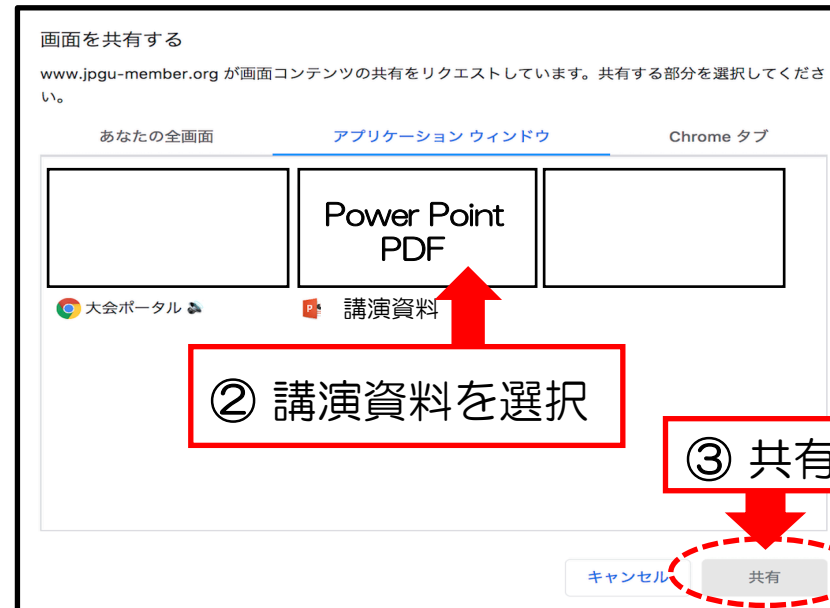 画面を共有する
www.jpgu-member.org が画面コンテンツの共有をリクエストしています。共有する部分を選択してくださ
い。
あなたの全画面 アプリケーション ウィンドウ Chrome タブ
Power Point
PDF
大会ポータル 講演資料
② 講演資料を選択
③ 共有
キャンセル 共有